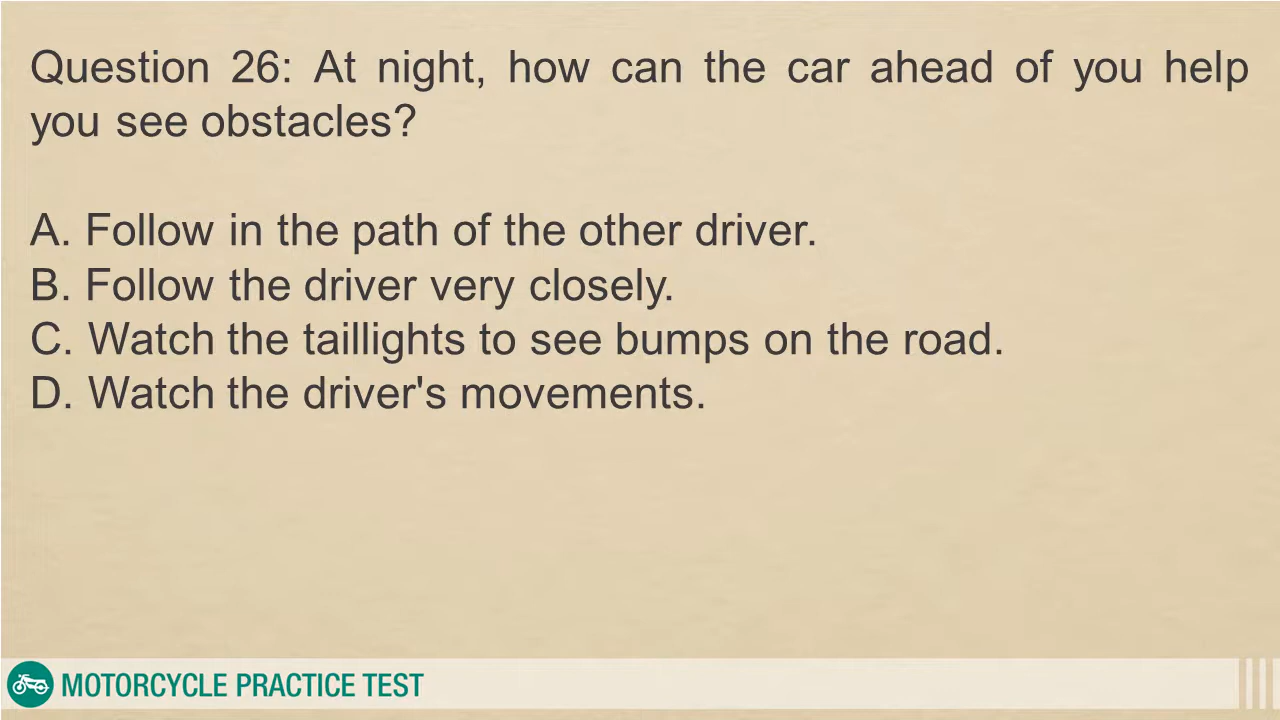 Question 26: At night, how can the car ahead of you help
you see obstacles?
A. Follow in the path of the other driver.
B. Follow the driver very closely.
C. Watch the taillights to see bumps on the road.
D. Watch the driver's movements.
MOTORCYCLE PRACTICE TEST